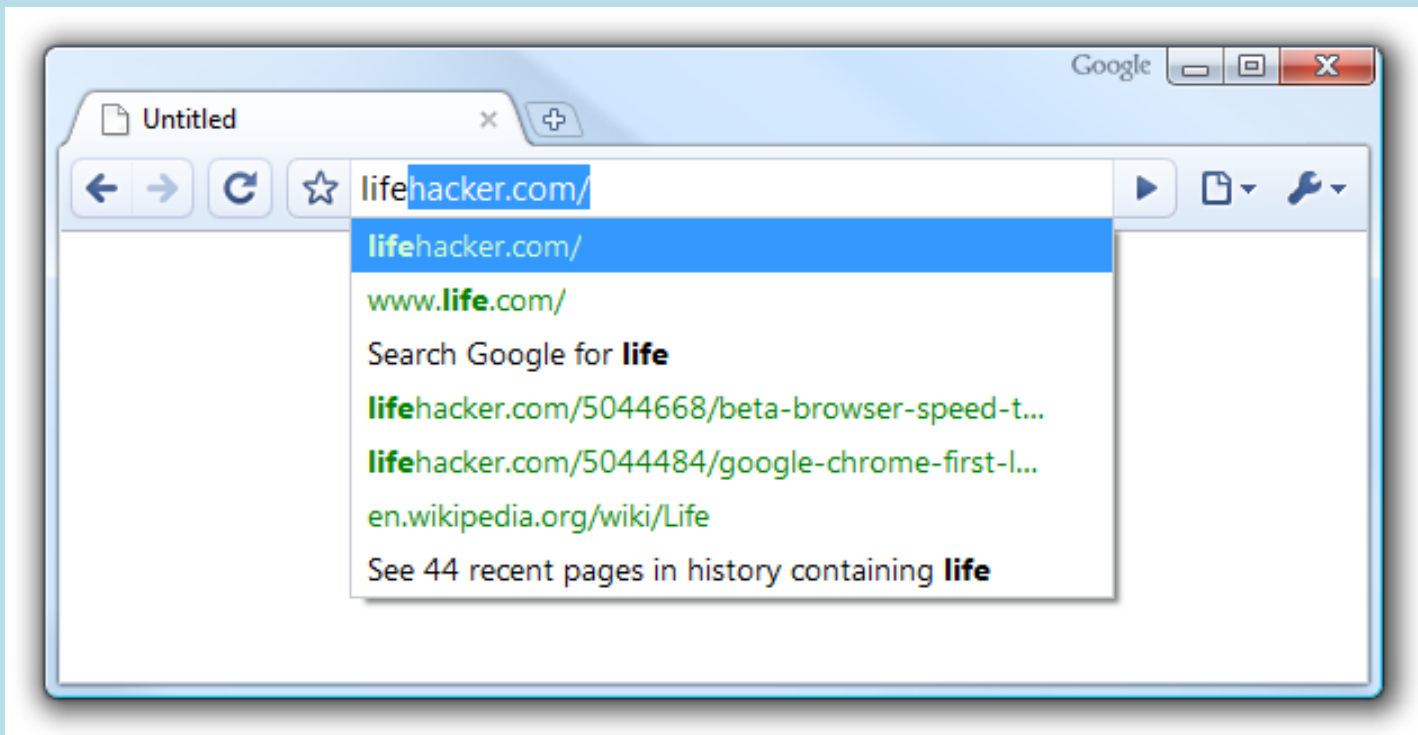 Google
Untitled
lifehacker.com/
lifehacker.com/
www.life.com/
Search Google for life
lifehacker.com/5044668/beta-browser-speed-t...
lifehacker.com/5044484/google-chrome-first-l...
en.wikipedia.org/wiki/Life
See 44 recent pages in history containing life